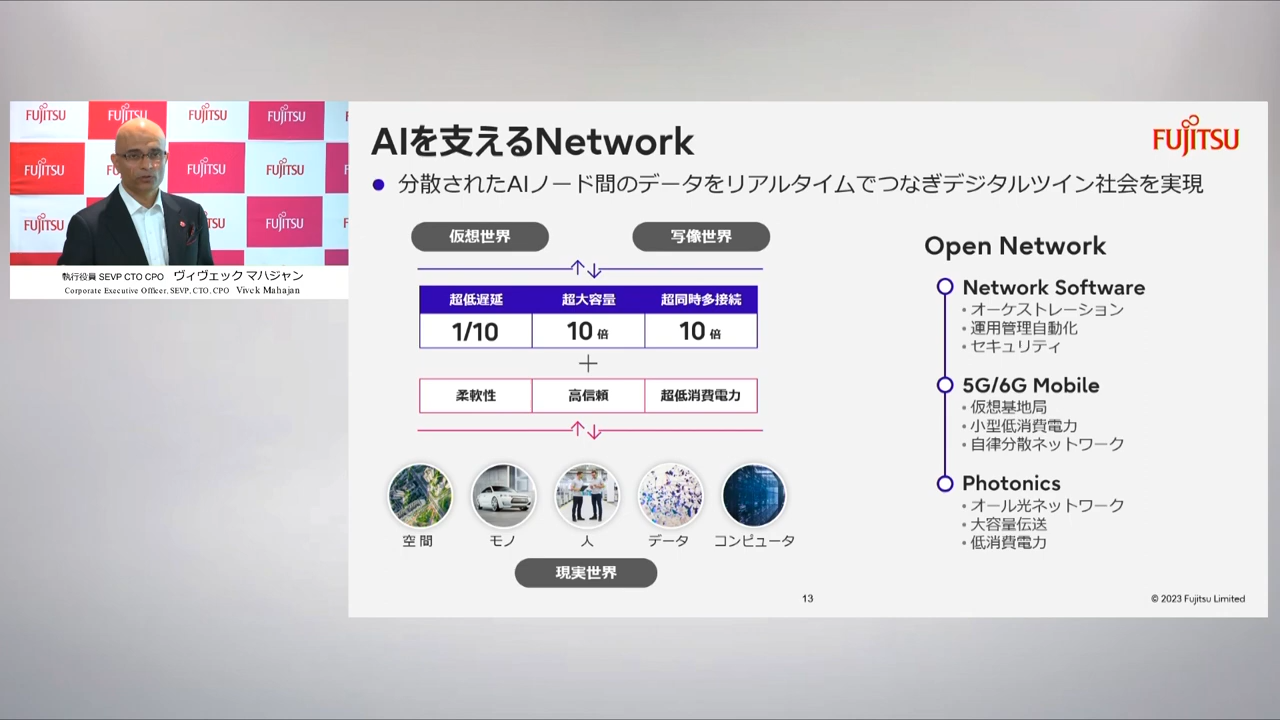 FUJITSU
FUJITSU
FUJITSU
FUJITSU
FUJITSU
FUJITSU
FUJITSU
FUJITSU
TSU
FUJITSU
執行役員 SEVP CTO CPO ヴィヴェック マハジャン
Corporate Executive Officer, SEVP, CTO, CPO Vivek Mahajan
AIを支えるNetwork
FUJITSU
● 分散されたAIノード間のデータをリアルタイムでつなぎデジタルツイン社会を実現
仮想世界 写像世界
超低遅延 超大容量 超同時多接続
1/10 10 倍 10 倍
+
柔軟性 高信頼 超低消費電力
空間 モノ 人 データ コンピュータ
現実世界
Open Network
Network Software
・オーケストレーション
・運用管理自動化
・セキュリティ
5G/6G Mobile
・仮想基地局
・小型低消費電力
・自律分散ネットワーク
Photonics
・オール光ネットワーク
・大容量伝送
・低消費電力
13
© 2023 Fujitsu Limited